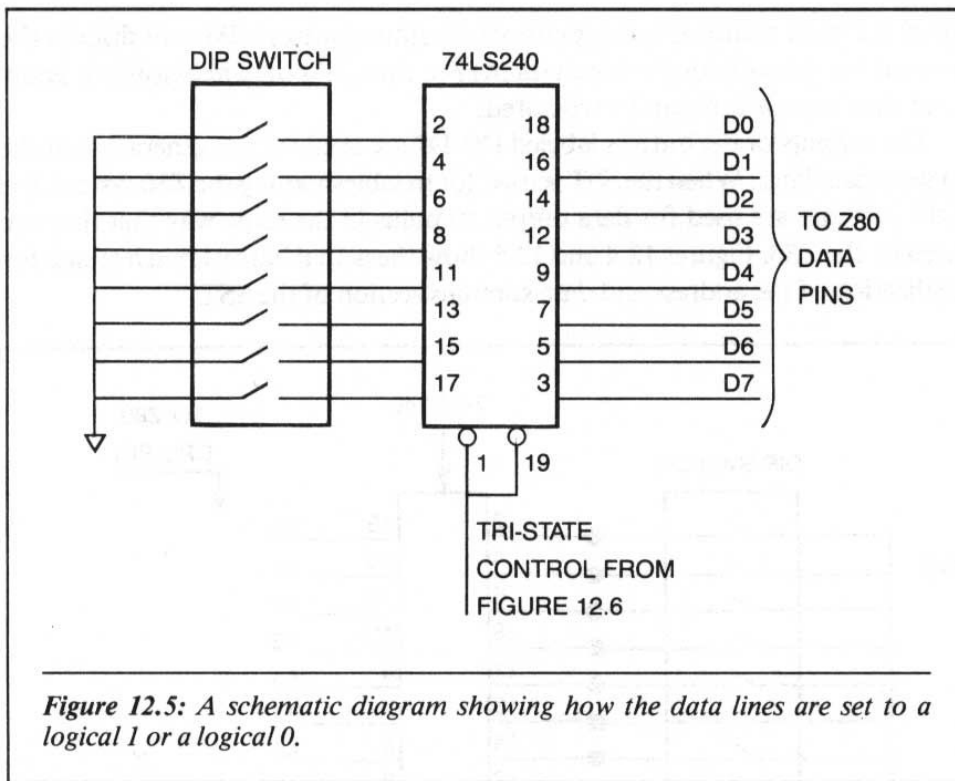 DIP SWITCH 74LS240
2 18 D0
4 16 D1
6 14 D2
8 12 D3
11 9 D4
13 7 D5
15 5 D6
17 3 D7
TO Z80
DATA
PINS
1 19
TRI-STATE
CONTROL FROM
FIGURE 12.6
Figure 12.5: A schematic diagram showing how the data lines are set to a
logical 1 or a logical 0.